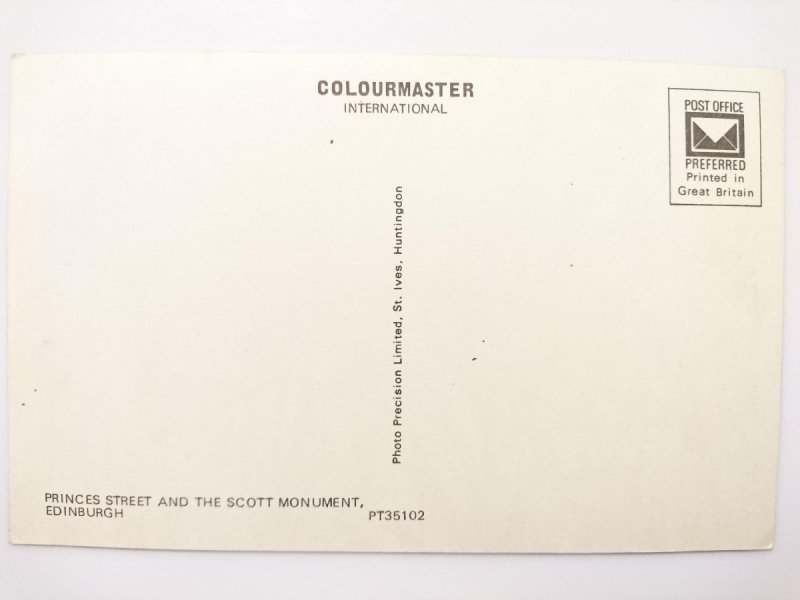 COLOURMASTER
INTERNATIONAL
POST OFFICE
PREFERRED
Printed in
Great Britain
Photo Precision Limited, St. Ives, Huntingdon
PRINCES STREET AND THE SCOTT MONUMENT,
EDINBURGH
PT35102